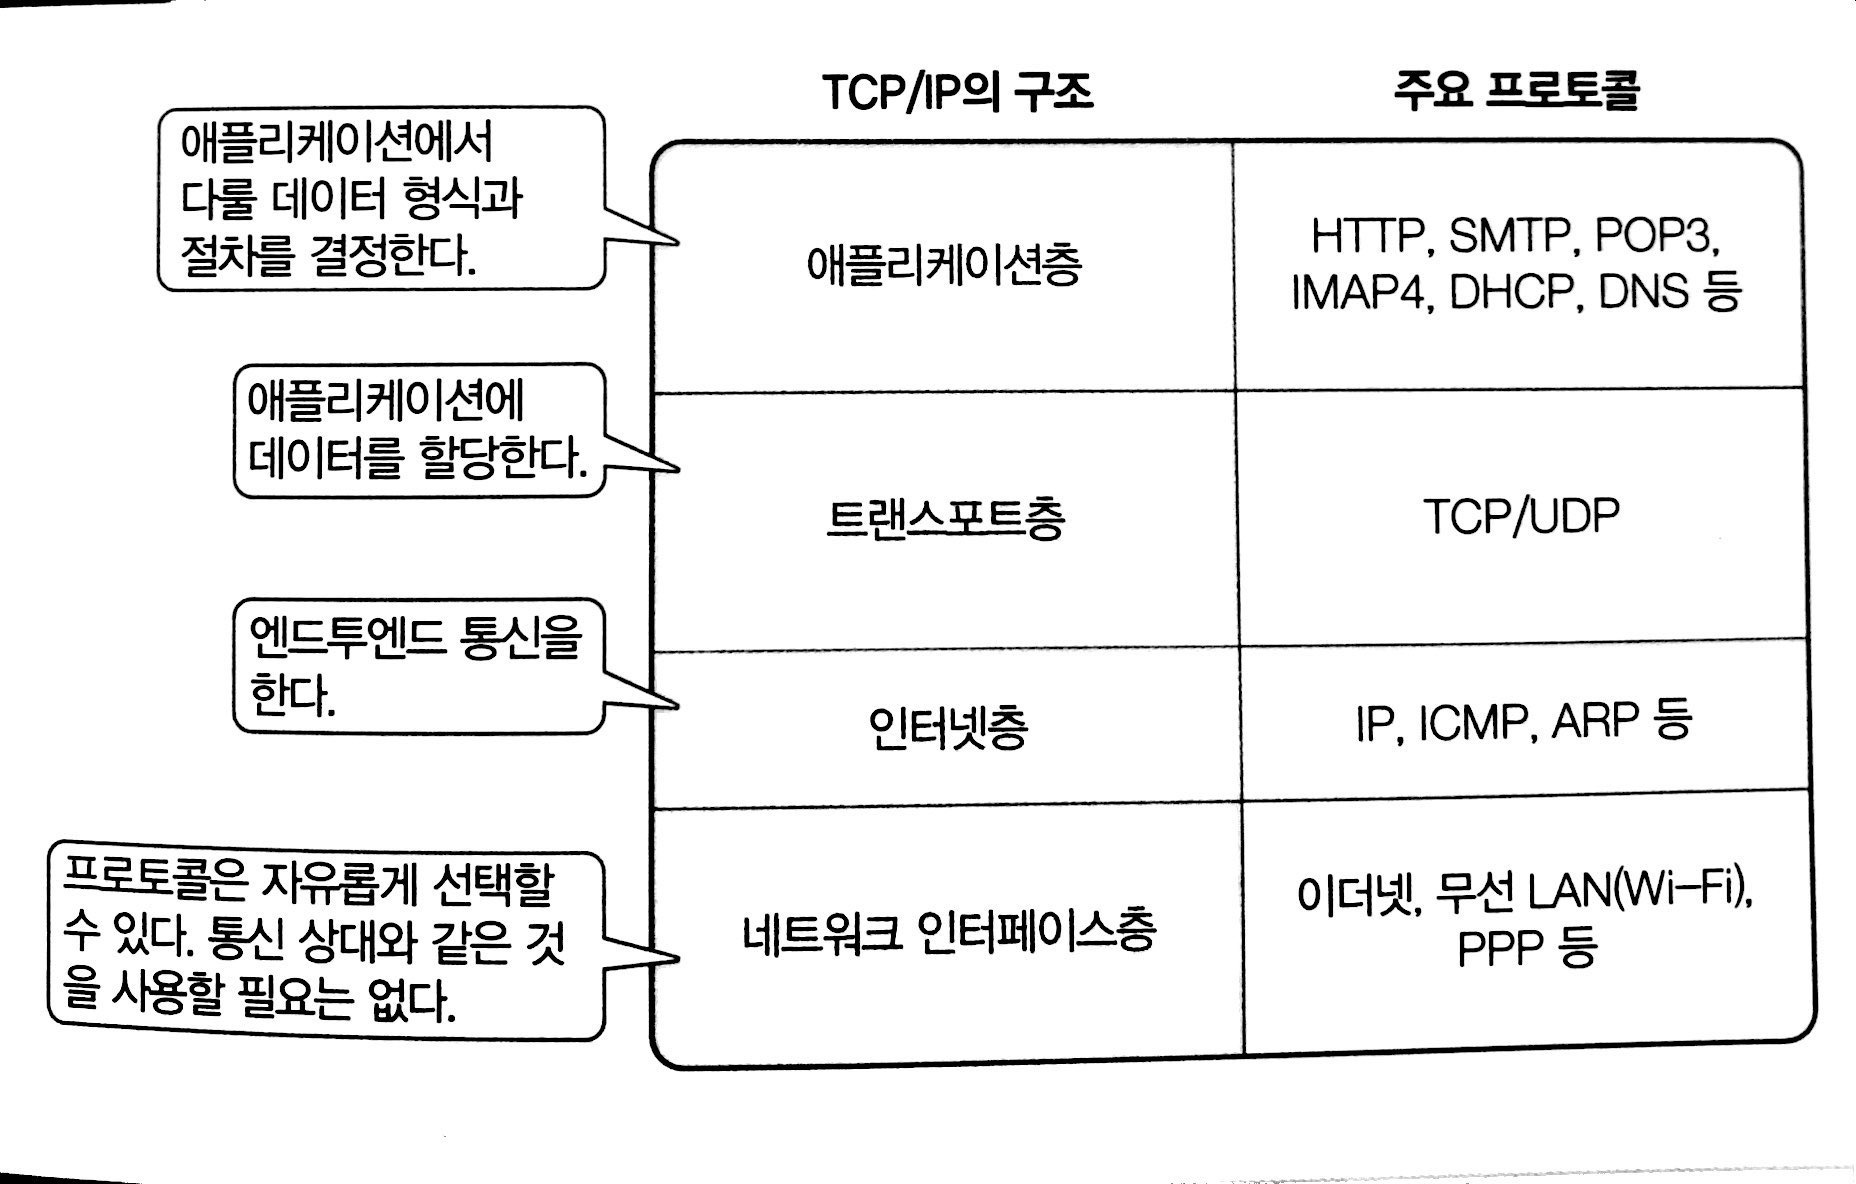 TCP/IP의 구조
주요 프로토콜
애플리케이션에서
다룰 데이터 형식과
절차를 결정한다.
애플리케이션층
HTTP, SMTP, POP3,
IMAP4, DHCP, DNS 등
애플리케이션에
데이터를 할당한다.
트랜스포트층
TCP/UDP
엔드투엔드 통신을
한다.
인터넷층
IP, ICMP, ARP 등
프로토콜은 자유롭게 선택할
수 있다. 통신 상대와 같은 것
을 사용할 필요는 없다.
네트워크 인터페이스층
이더넷, 무선 LAN(Wi-Fi),
PPP 등